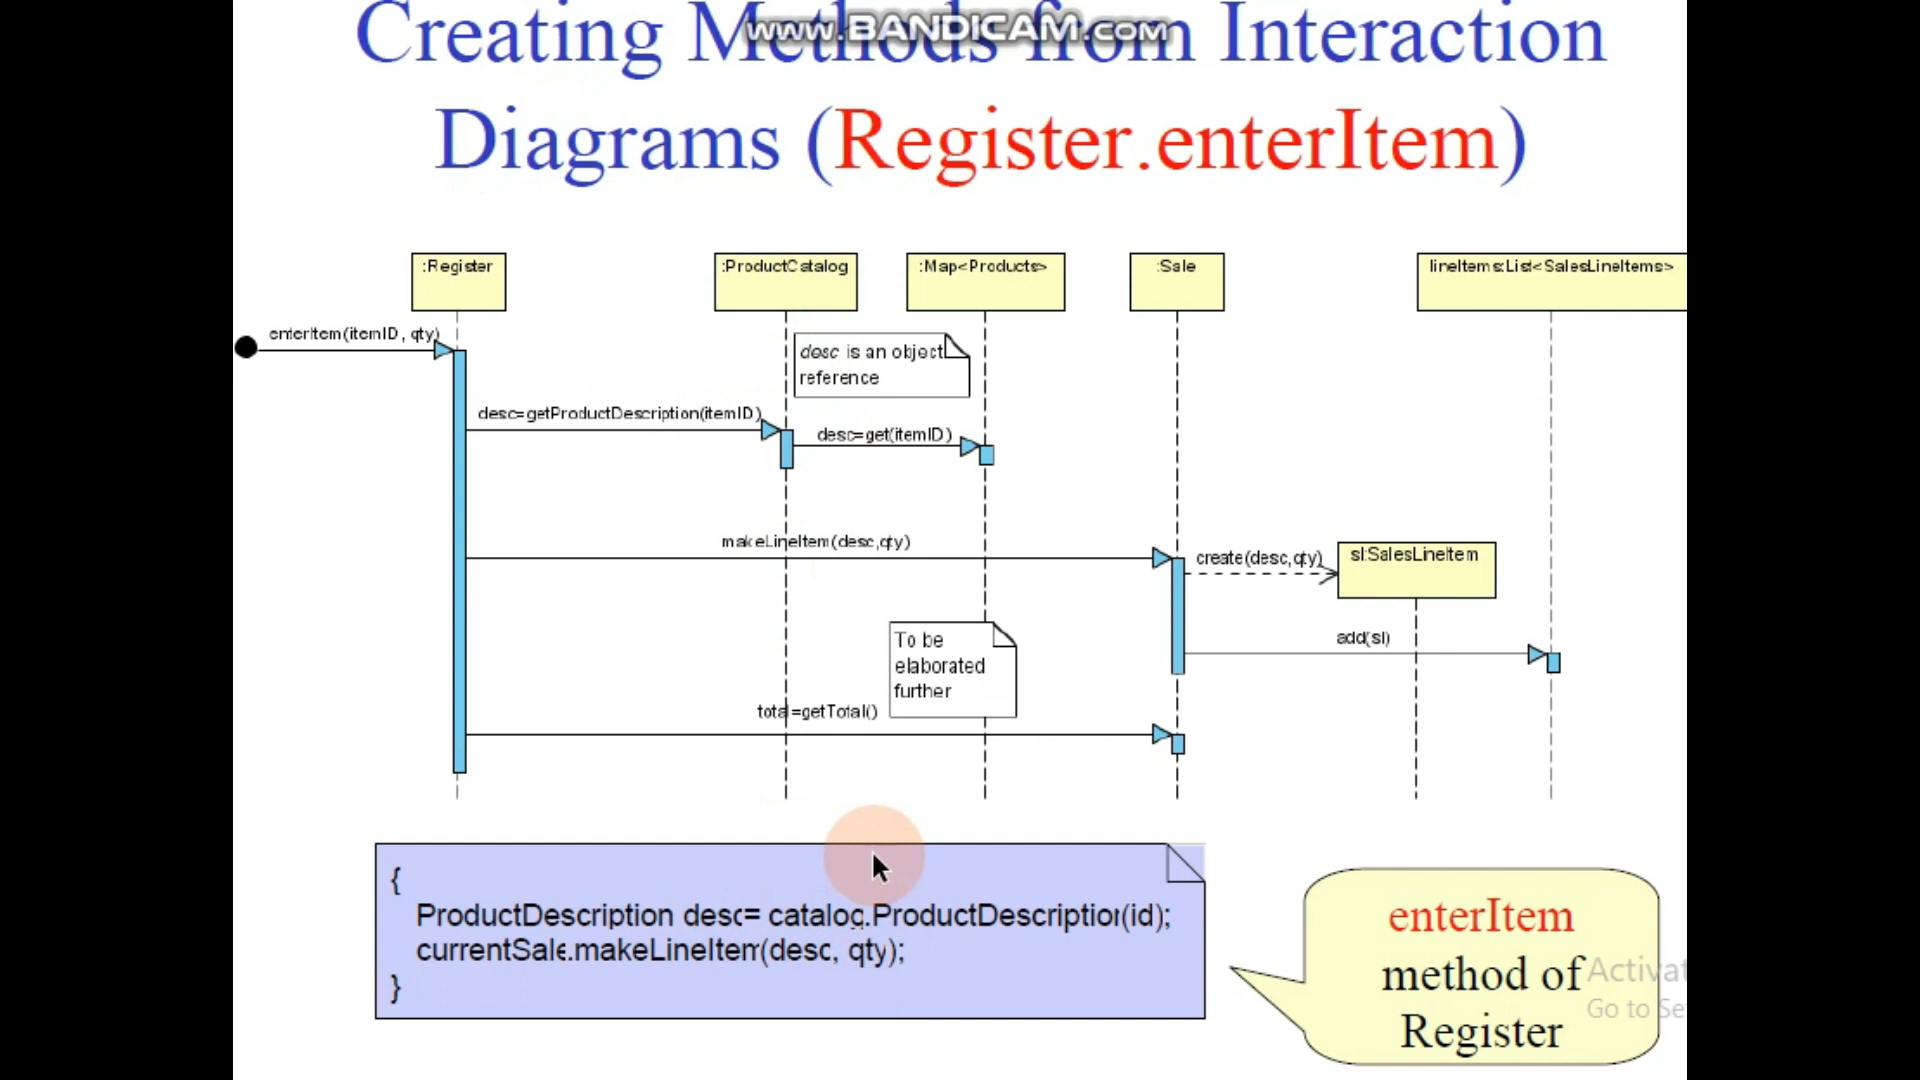 Creating Methods from Interaction
www.BANDICAM.com
Diagrams (Register.enterItem)
:Register
:ProductCatalog
:Map<Products>
:Sale
lineItems:List<SalesLineItems>
enterItem(itemID, qty)
desc is an object
reference
desc=getProductDescription(itemID)
desc=get(itemID)
makeLineItem(desc,qty)
create(desc,qty)
sl:SalesLineItem
To be
elaborated
further
add(sl)
total=getTotal()
{
ProductDescription desc= catalog.ProductDescription(id);
currentSale.makeLineItem(desc, qty);
}
enterItem
method of
Register
Activat
Go to Se